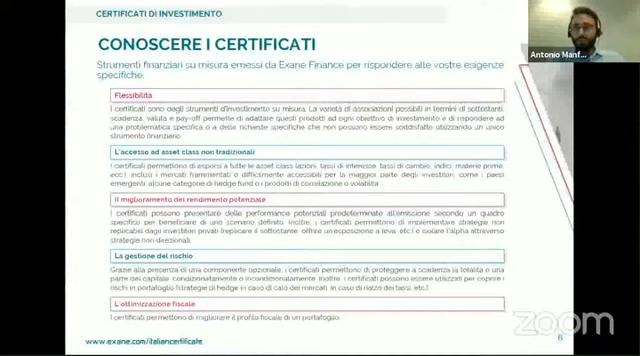 CERTIFICATI DI INVESTIMENTO
Antonio Manf...
CONOSCERE I CERTIFICATI
Strumenti finanziari su misura emessi da Exane Finance per rispondere alle vostre esigenze
specifiche.
Flessibilità
I certificati sono degli strumenti d'investimento su misura. La varietà di associazioni possibili in termini di sottostanti,
scadenza, valuta e pay-off permette di adattare questi prodotti ad ogni obiettivo di investimento e di rispondere ad
una problematica specifica o a delle richieste specifiche che non possono essere soddisfatte utilizzando un unico
strumento finanziario.
L'accesso ad asset class non tradizionali
I certificati permettono di esporsi a tutte le asset class (azioni, tassi di interesse, tassi di cambio, indici, materie prime,
ecc.) inclusi i mercati frammentati o difficilmente accessibili per la maggior parte degli investitori, come i paesi
emergenti, alcune categorie di hedge fund o i prodotti di correlazione o volatilità.
Il miglioramento del rendimento potenziale
I certificati possono presentare delle performance potenziali predeterminate all'emissione secondo un quadro
specifico per beneficiare di uno scenario definito. Inoltre, i certificati permettono di implementare strategie non
replicabili dagli investitori privati (replicare il sottostante, offrire un'esposizione a leva, etc.) o isolare l'alpha attraverso
strategie non direzionali.
La gestione del rischio
Grazie alla presenza di una componente opzionale, i certificati permettono di proteggere a scadenza la totalità o una
parte del capitale, condizionatamente o incondizionatamente. Inoltre, i certificati possono essere utilizzati per coprire i
rischi in portafoglio (strategie di hedge in caso di calo dei mercati, in caso di rialzo dei tassi, etc.)
L'ottimizzazione fiscale
I certificati permettono di migliorare il profilo fiscale di un portafoglio.
www.exane.com/italiancertificate
zoom
8